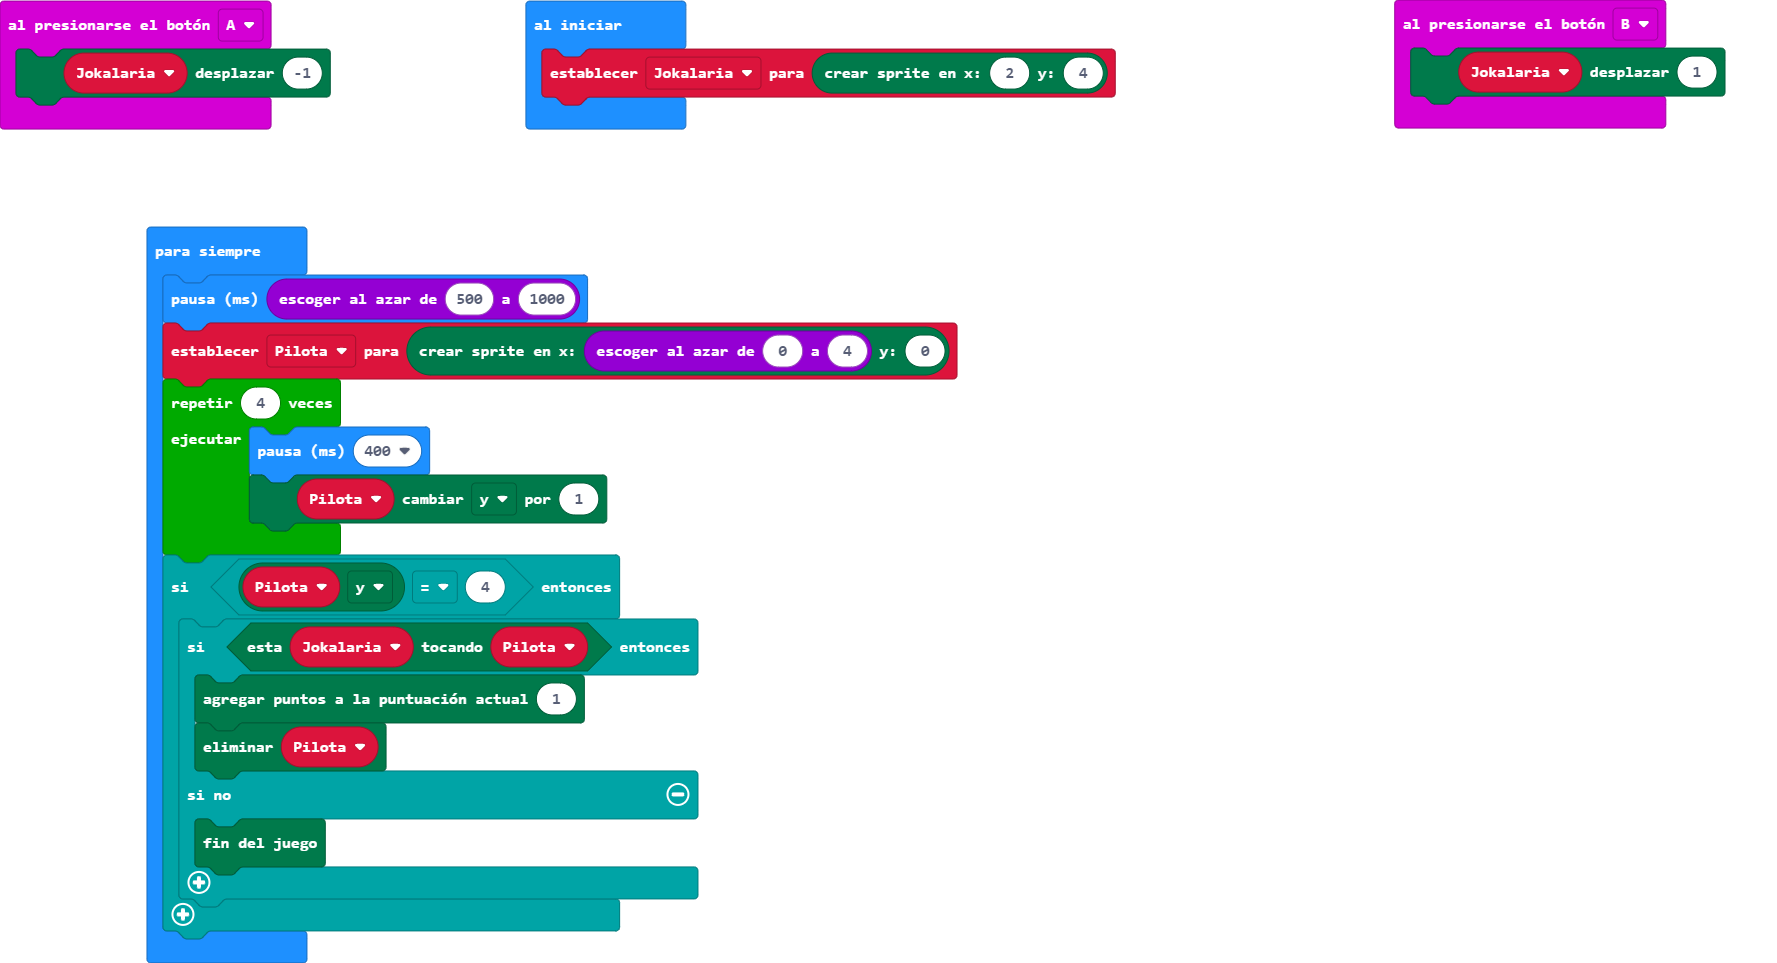 al presionarse el botón A
Jokalaria desplazar -1
al iniciar
establecer Jokalaria para crear sprite en x: 2 y: 4
al presionarse el botón B
Jokalaria desplazar 1
para siempre
pausa (ms) escoger al azar de 500 a 1000
establecer Pilota para crear sprite en x: escoger al azar de 0 a 4 y: 0
repetir 4 veces
ejecutar
pausa (ms) 400
Pilota cambiar y por 1
si Pilota y = 4 entonces
si esta Jokalaria tocando Pilota entonces
agregar puntos a la puntuación actual 1
eliminar Pilota
si no
fin del juego